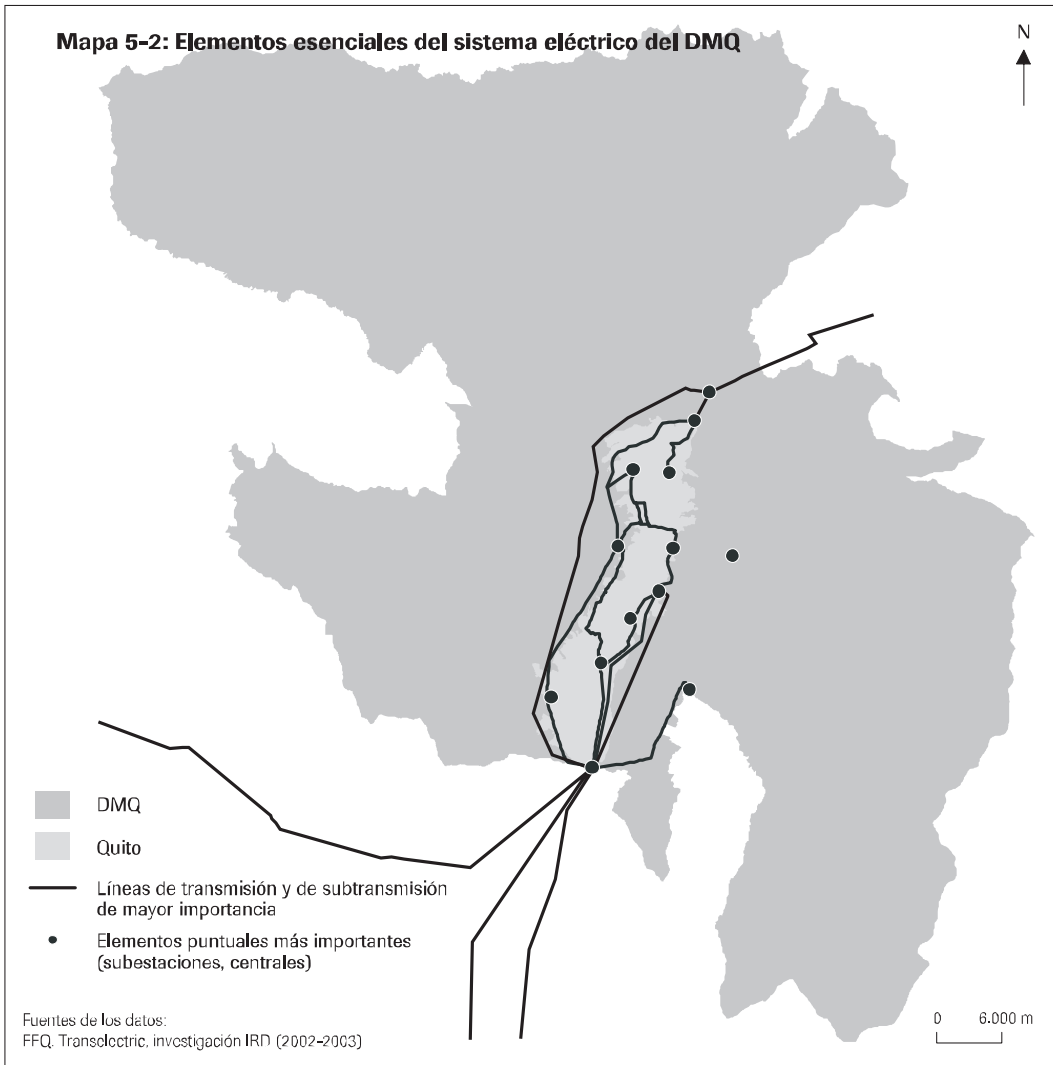 Mapa 5-2: Elementos esenciales del sistema eléctrico del DMQ
N
DMQ
Quito
Líneas de transmisión y de subtransmisión
de mayor importancia
Elementos puntuales más importantes
(subestaciones, centrales)
Fuentes de los datos:
FFQ. Transelectric, investigación IRD (2002-2003)
0 6.000 m